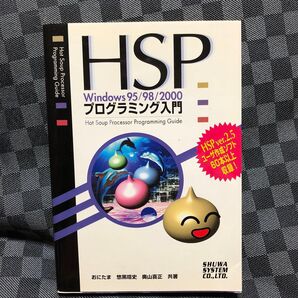 Hot Soup Processor
Programming Guide
HSP
Windows95/98/2000
プログラミング入門
Hot Soup Processor Programming Guide
HSP ver.2.5
ユーザ作成ソフト
80本以上
収録!
SHUWA
SYSTEM
CO.,LTD.
おにたま 悠黒喧史 奥山直正 共著